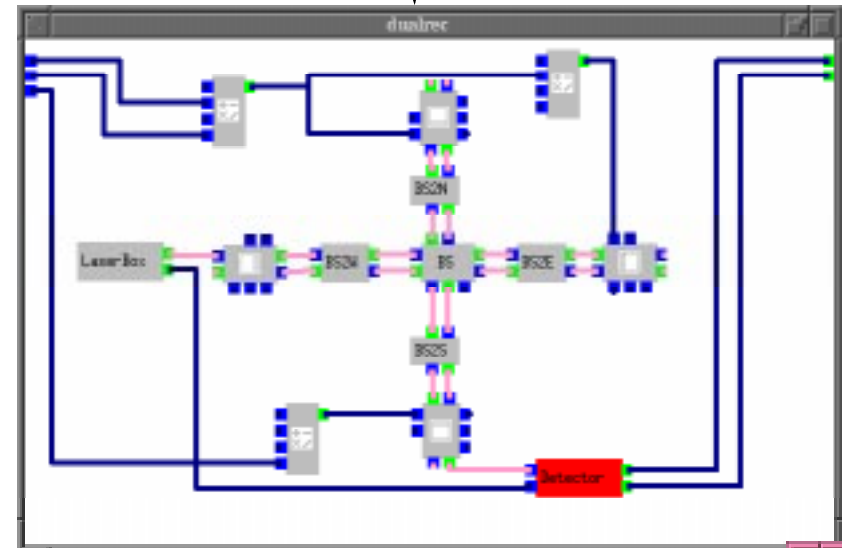 dualrec
BS2N
LaserBox
BS2W
BS
BS2E
BS2S
Detector